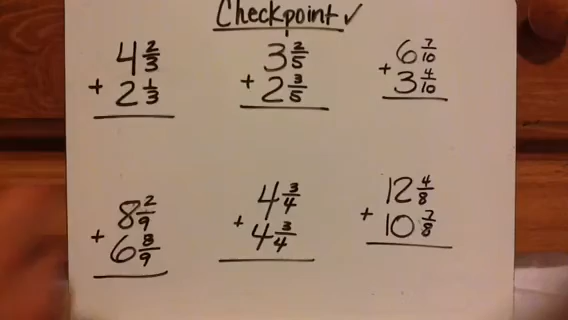 Checkpoint ✓
4 2/3
+ 2 1/3
3 2/5
+ 2 3/5
6 7/10
+ 3 4/10
8 2/9
+ 6 8/9
4 3/4
+ 4 3/4
12 4/8
+ 10 7/8